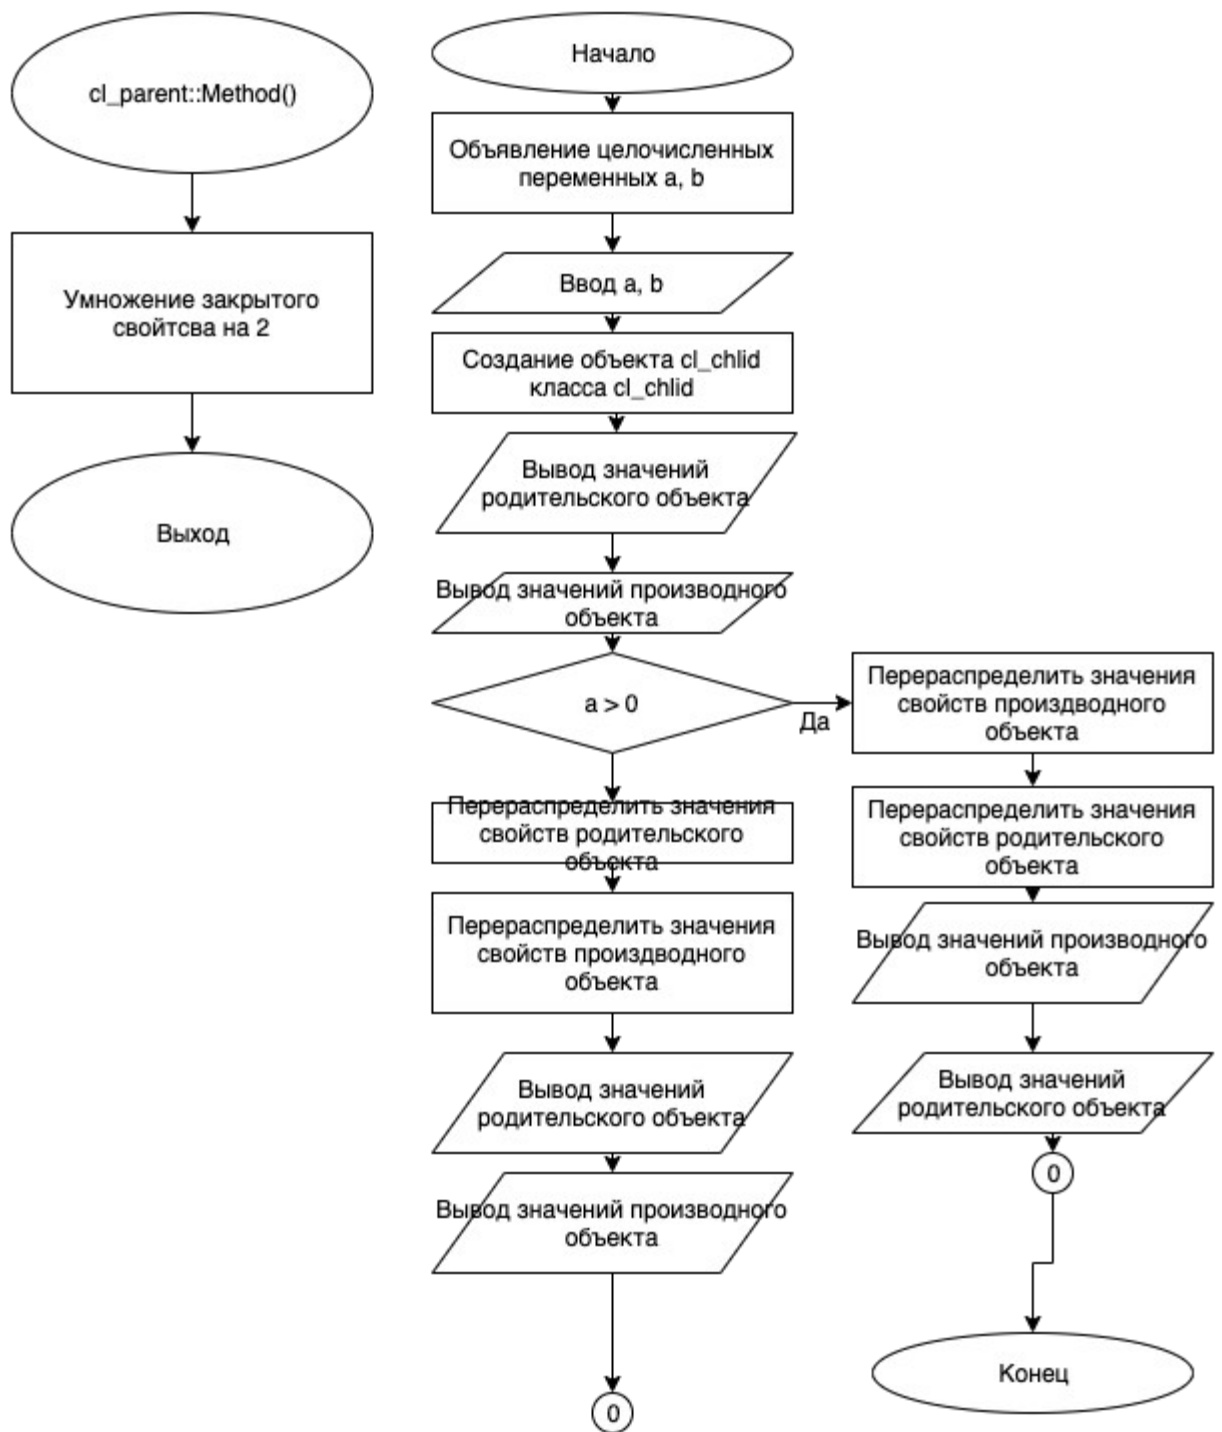 cl_parent::Method()
Умножение закрытого
свойтсва на 2
Выход
Начало
Объявление целочисленных
переменных a, b
Ввод a, b
Создание объекта cl_chlid
класса cl_chlid
Вывод значений
родительского объекта
Вывод значений производного
объекта
a > 0
Да
Перераспределить значения
свойств родительского
объекта
Перераспределить значения
свойств произдводного
объекта
Вывод значений
родительского объекта
Вывод значений производного
объекта
0
Перераспределить значения
свойств произдводного
объекта
Перераспределить значения
свойств родительского
объекта
Вывод значений производного
объекта
Вывод значений
родительского объекта
0
Конец